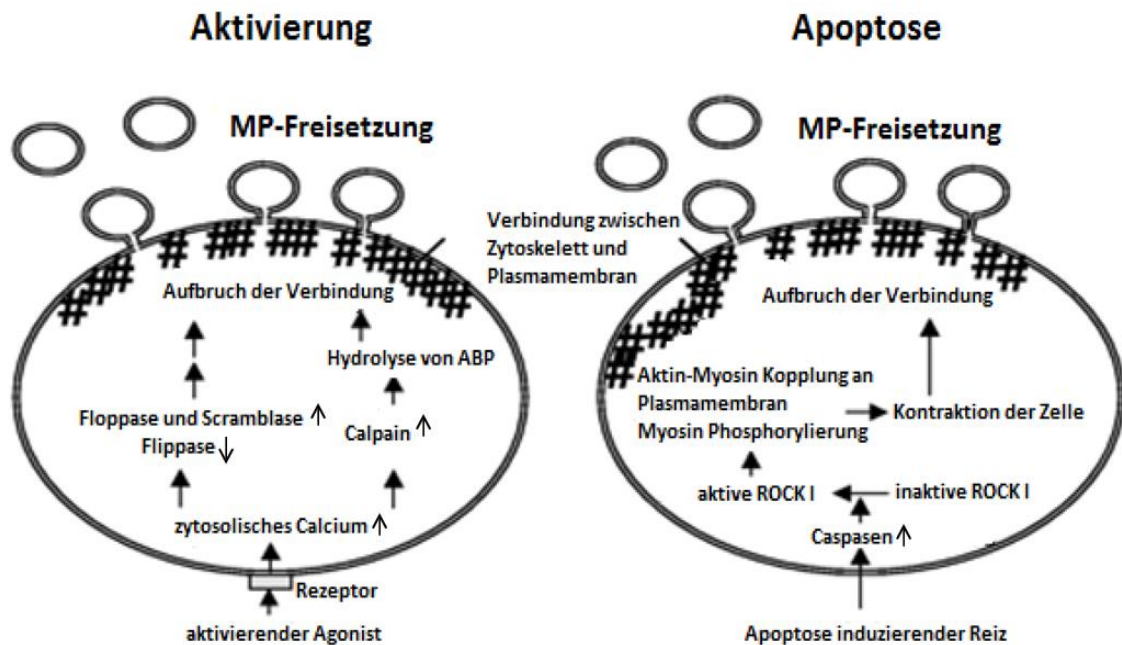 Aktivierung
MP-Freisetzung
Verbindung zwischen
Zytoskelett und
Plasmamembran
Aufbruch der Verbindung
Hydrolyse von ABP
Floppase und Scramblase ↑
Flippase ↓
Calpain ↑
zytosolisches Calcium ↑
Rezeptor
aktivierender Agonist
Apoptose
MP-Freisetzung
Aufbruch der Verbindung
Aktin-Myosin Kopplung an
Plasmamembran
Myosin Phosphorylierung
Kontraktion der Zelle
aktive ROCK I
inaktive ROCK I
Caspasen ↑
Apoptose induzierender Reiz